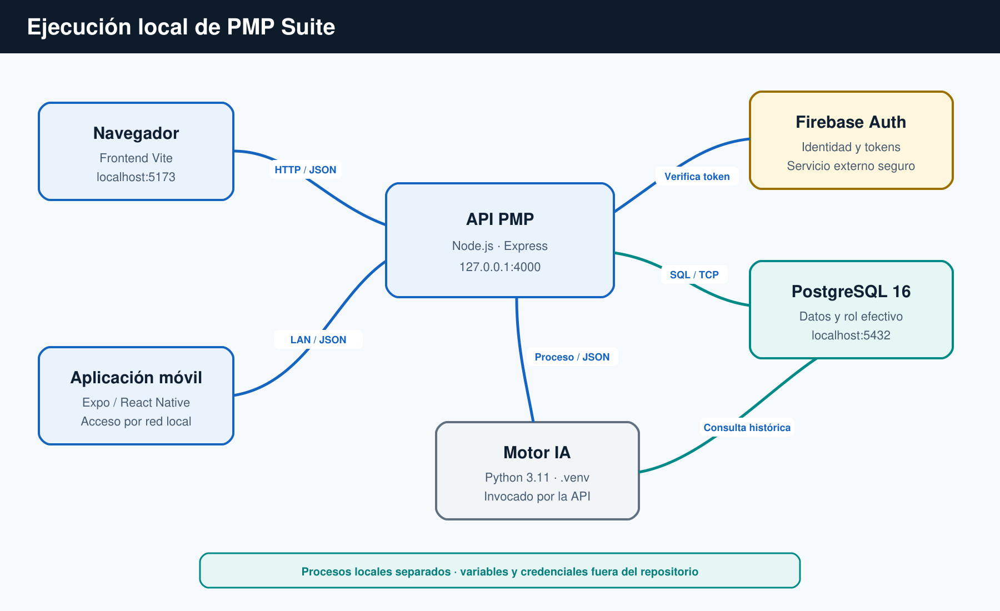 Ejecución local de PMP Suite
Navegador
Frontend Vite
localhost:5173
HTTP / JSON
Aplicación móvil
Expo / React Native
Acceso por red local
LAN / JSON
API PMP
Node.js · Express
127.0.0.1:4000
Verifica token
Firebase Auth
Identidad y tokens
Servicio externo seguro
SQL / TCP
PostgreSQL 16
Datos y rol efectivo
localhost:5432
Proceso / JSON
Motor IA
Python 3.11 · .venv
Invocado por la API
Consulta histórica
Procesos locales separados · variables y credenciales fuera del repositorio